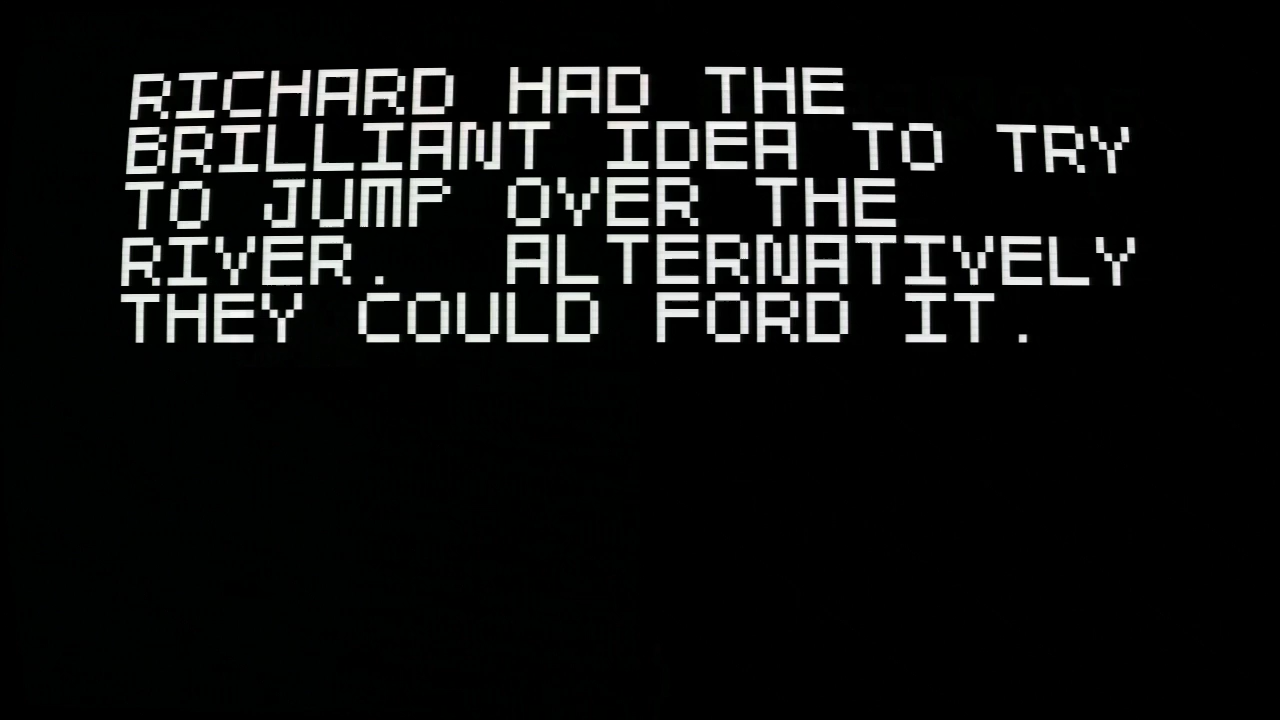 RICHARD HAD THE
BRILLIANT IDEA TO TRY
TO JUMP OVER THE
RIVER.  ALTERNATIVELY
THEY COULD FORD IT.